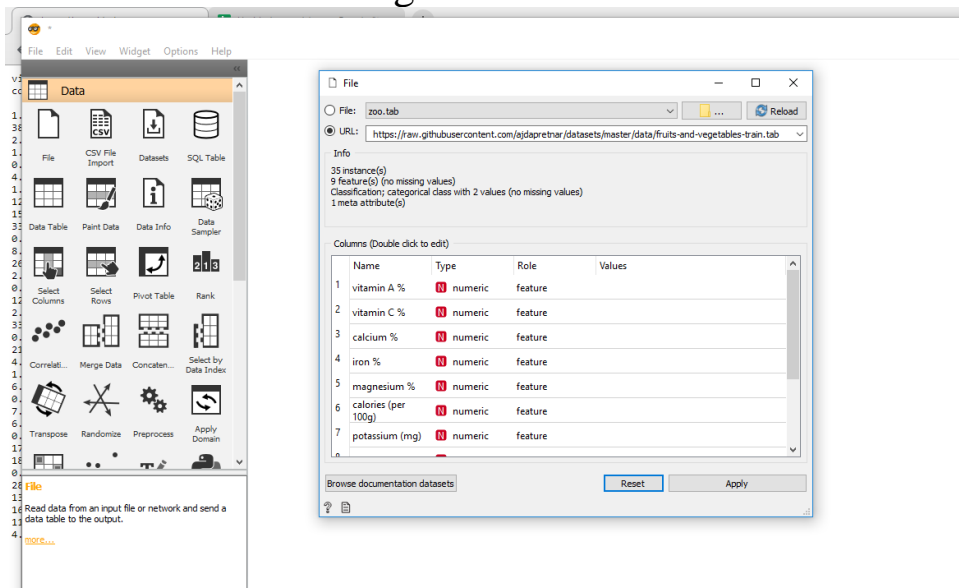 File Edit View Widget Options Help
Data
File
CSV File Import
Datasets
SQL Table
Data Table
Paint Data
Data Info
Data Sampler
Select Columns
Select Rows
Pivot Table
Rank
Correlati...
Merge Data
Concaten...
Select by Data Index
Transpose
Randomize
Preprocess
Apply Domain
File
Read data from an input file or network and send a
data table to the output.
more...
File
File: zoo.tab ... Reload
URL: https://raw.githubusercontent.com/ajdapretnar/datasets/master/data/fruits-and-vegetables-train.tab
Info
35 instance(s)
9 feature(s) (no missing values)
Classification; categorical class with 2 values (no missing values)
1 meta attribute(s)
Columns (Double click to edit)
Name Type Role Values
1 vitamin A % N numeric feature
2 vitamin C % N numeric feature
3 calcium % N numeric feature
4 iron % N numeric feature
5 magnesium % N numeric feature
6 calories (per 100g) N numeric feature
7 potassium (mg) N numeric feature
Browse documentation datasets Reset Apply